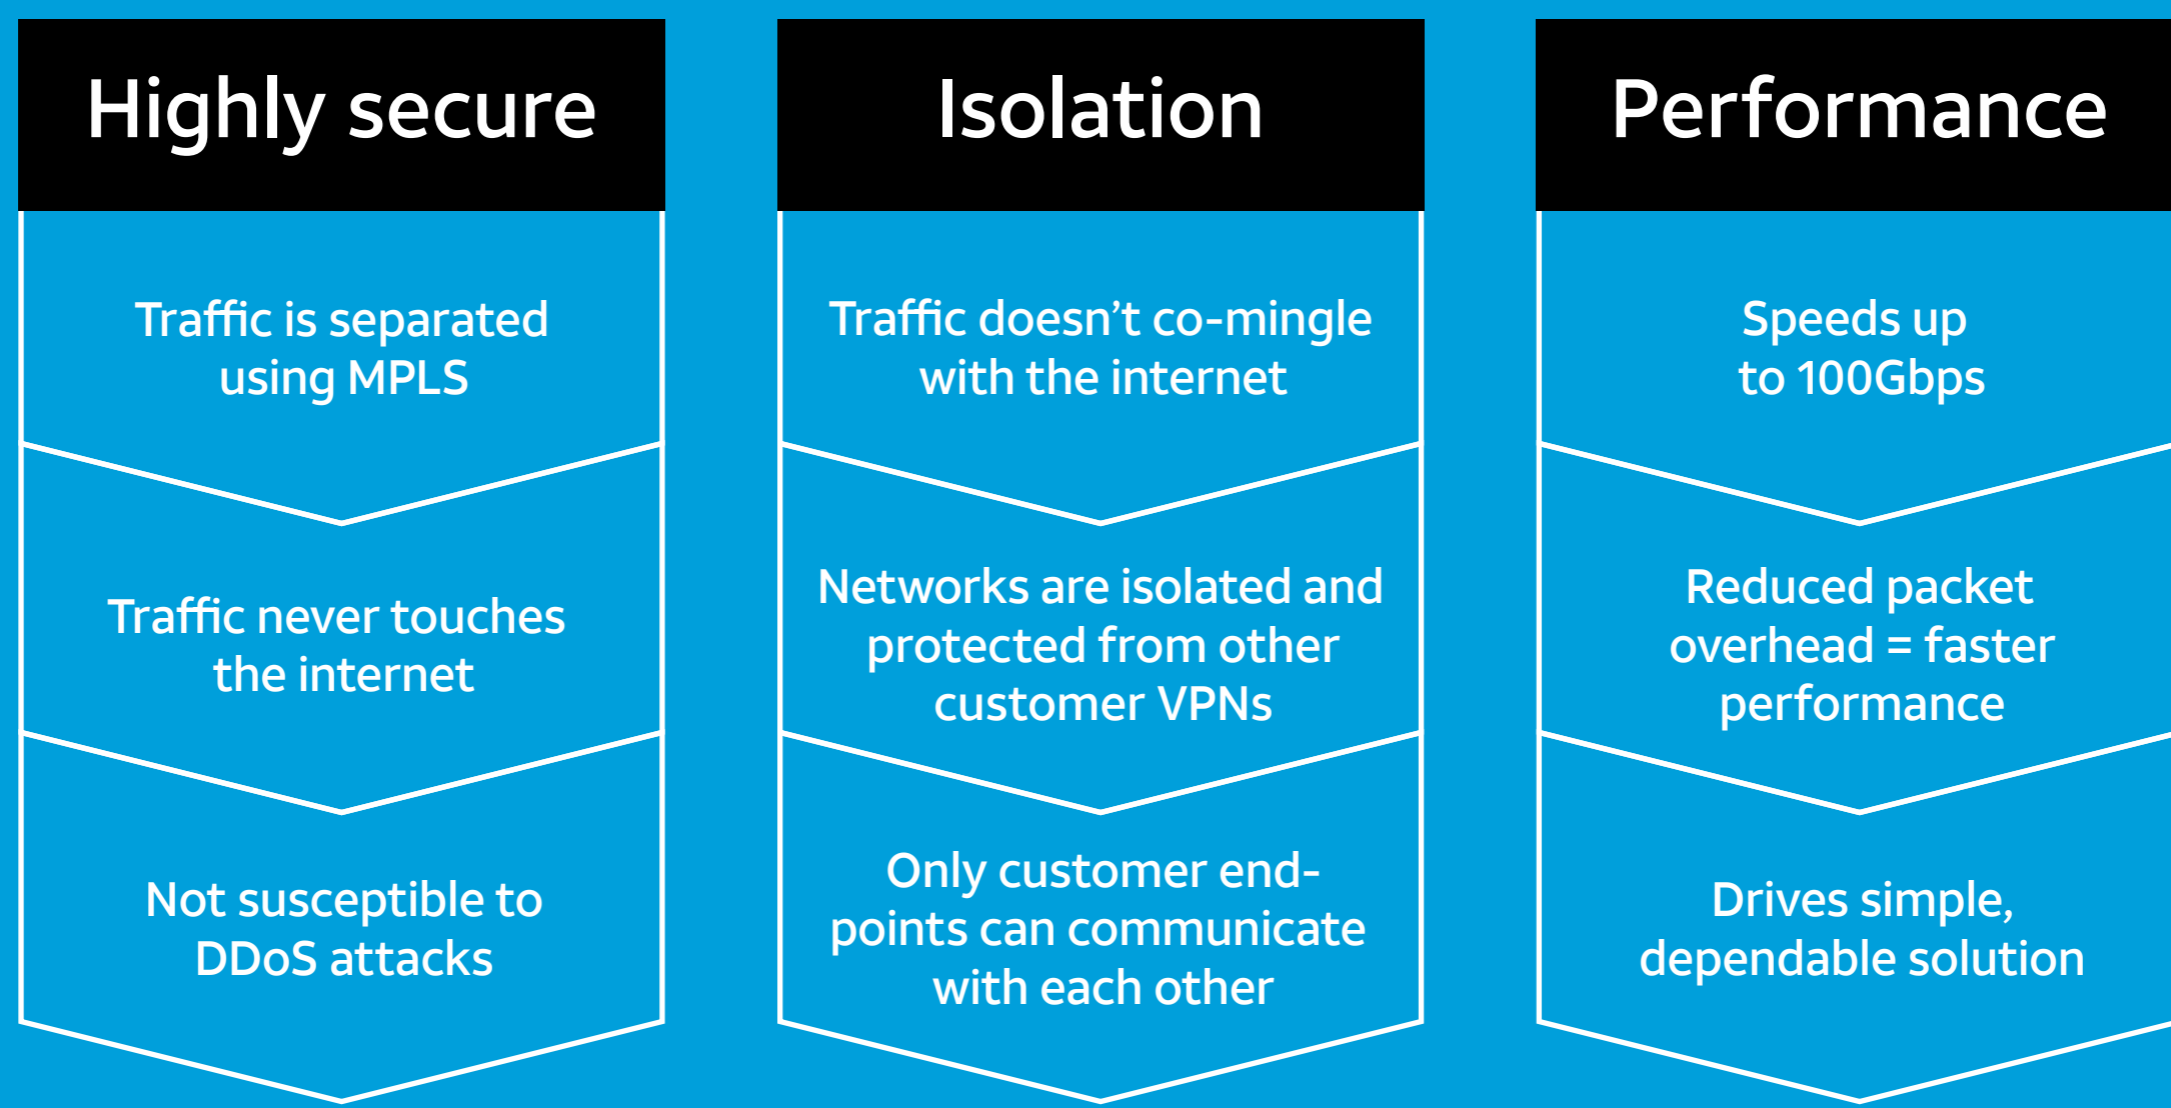 Highly secure
Traffic is separated
using MPLS
Traffic never touches
the internet
Not susceptible to
DDoS attacks
Isolation
Traffic doesn’t co-mingle
with the internet
Networks are isolated and
protected from other
customer VPNs
Only customer end-
points can communicate
with each other
Performance
Speeds up
to 100Gbps
Reduced packet
overhead = faster
performance
Drives simple,
dependable solution